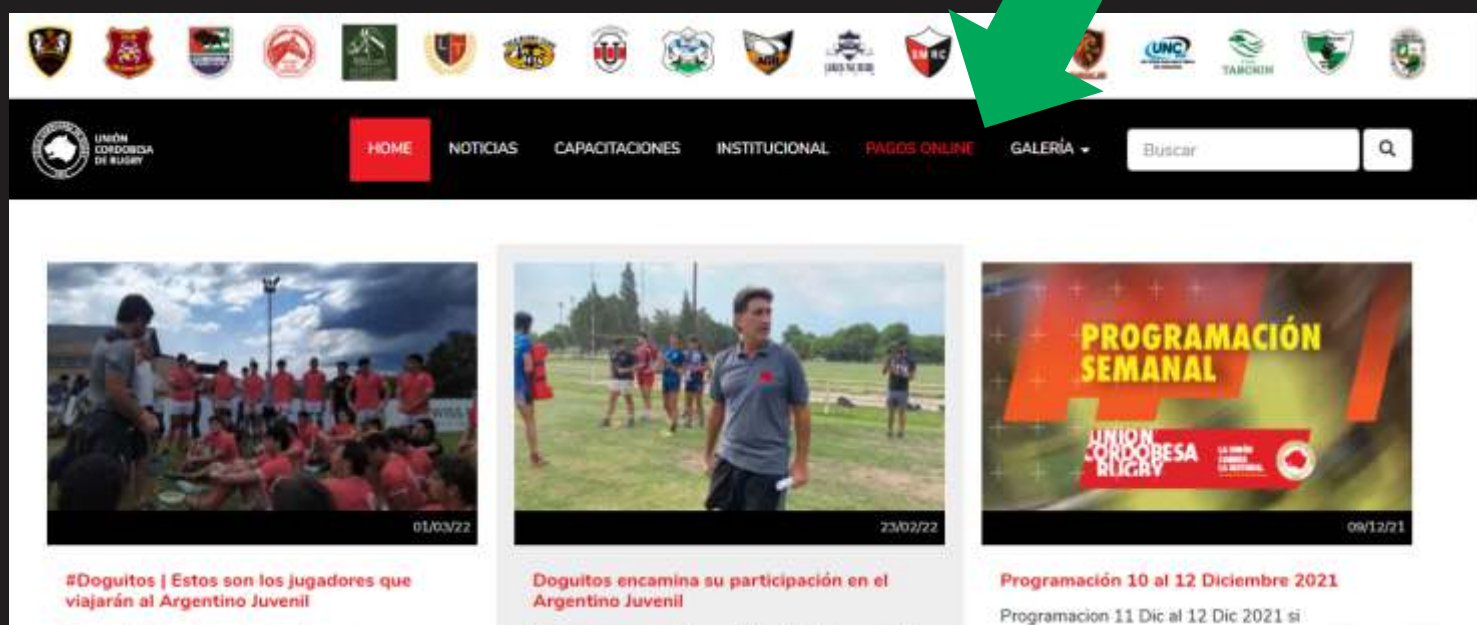 UNC
TANCHIN
UNIÓN
CORDOBESA
DE RUGBY
HOME
NOTICIAS
CAPACITACIONES
INSTITUCIONAL
PAGOS ONLINE
GALERÍA
Buscar
PROGRAMACIÓN
SEMANAL
UNION
CORDOBESA
RUGBY
01/03/22
23/02/22
09/12/21
#Doguitos | Estos son los jugadores que
viajarán al Argentino Juvenil
Doguitos encamina su participación en el
Argentino Juvenil
Programación 10 al 12 Diciembre 2021
Programacion 11 Dic al 12 Dic 2021 si